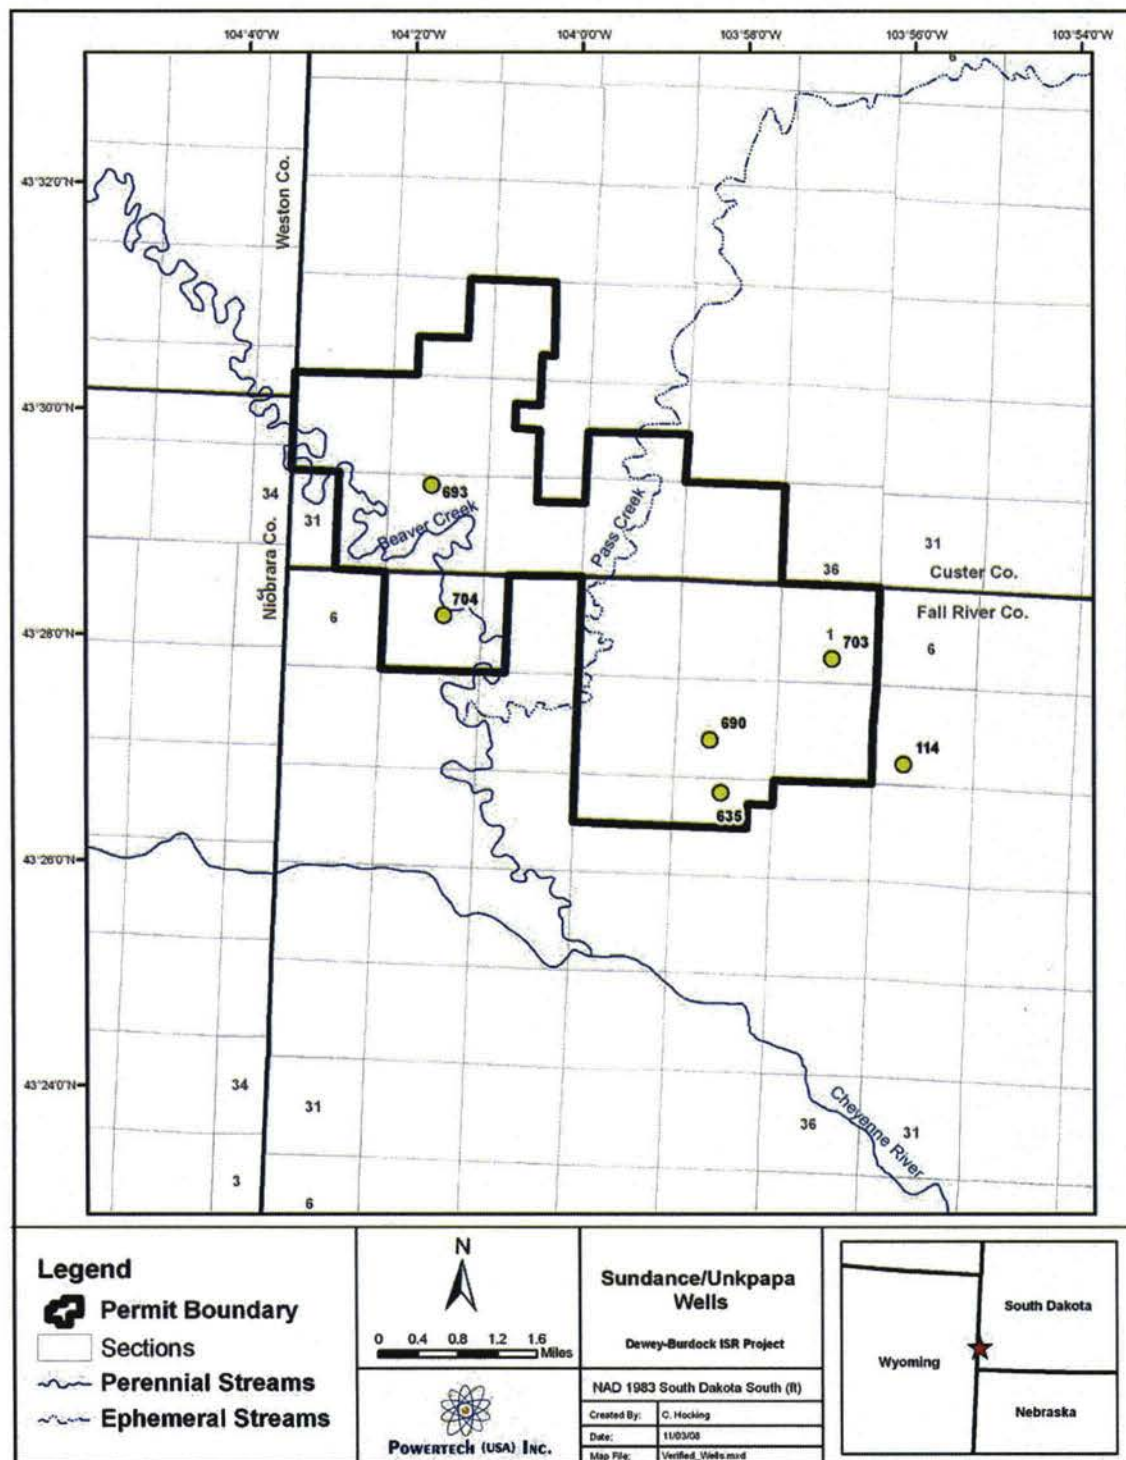 104°4'0"W 104°2'0"W 104°0'0"W 103°58'0"W 103°56'0"W 103°54'0"W
6
43°32'0"N
Weston Co.
43°30'0"N
693
34
31
Beaver Creek
Pass Creek
Niobrara Co.
36
31
Custer Co.
Fall River Co.
704
6
1
703
6
43°28'0"N
690
114
635
43°26'0"N
43°24'0"N
34
31
Cheyenne River
36
31
3
6
Legend
Permit Boundary
Sections
Perennial Streams
Ephemeral Streams
N
0 0.4 0.8 1.2 1.6
Miles
POWERTECH (USA) INC.
Sundance/Unkpapa
Wells
Dewey-Burdock ISR Project
NAD 1983 South Dakota South (ft)
Created By: C. Hocking
Date: 11/03/08
Map File: Verified_Wells.mxd
South Dakota
Wyoming
Nebraska